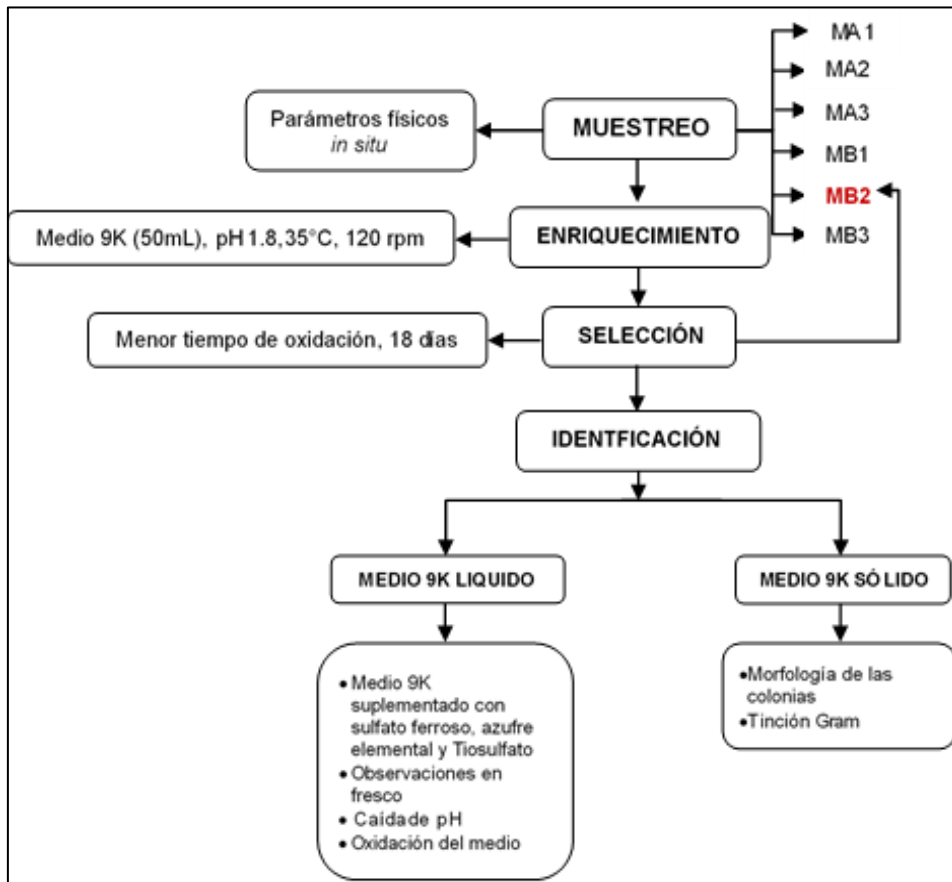 MA1
MA2
Parámetros físicos
in situ
MUESTREO
MA3
MB1
MB2
MB3
Medio 9K (50mL), pH 1.8,35°C, 120 rpm
ENRIQUECIMIENTO
Menor tiempo de oxidación, 18 días
SELECCIÓN
IDENTFICACIÓN
MEDIO 9K LIQUIDO
MEDIO 9K SÓLIDO
• Medio 9K
suplementado con
sulfato ferroso, azufre
elemental y Tiosulfato
• Observaciones en
fresco
• Caída de pH
• Oxidación del medio
•Morfología de las
colonias
•Tinción Gram